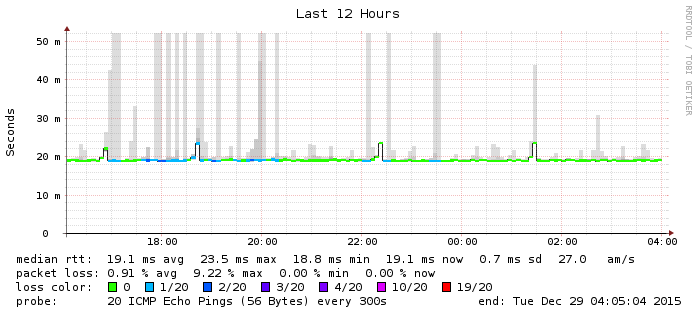 Last 12 Hours
RRDTOOL / TOBI OETIKER
Seconds
50 m
40 m
30 m
20 m
10 m
0
18:00 20:00 22:00 00:00 02:00 04:00
median rtt: 19.1 ms avg 23.5 ms max 18.8 ms min 19.1 ms now 0.7 ms sd 27.0 am/s
packet loss: 0.91 % avg 9.22 % max 0.00 % min 0.00 % now
loss color: 0 1/20 2/20 3/20 4/20 10/20 19/20
probe: 20 ICMP Echo Pings (56 Bytes) every 300s end: Tue Dec 29 04:05:04 2015